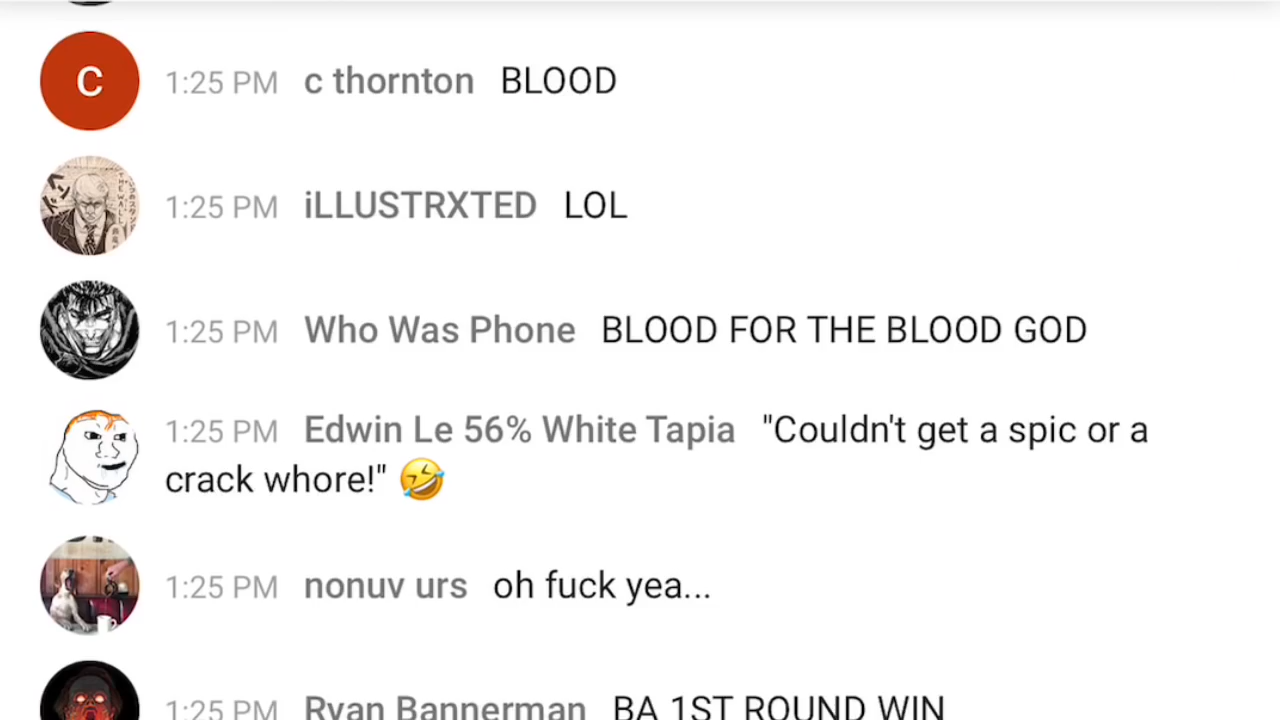 C 1:25 PM c thornton BLOOD
1:25 PM iLLUSTRXTED LOL
1:25 PM Who Was Phone BLOOD FOR THE BLOOD GOD
1:25 PM Edwin Le 56% White Tapia "Couldn't get a spic or a
crack whore!" 🤣
1:25 PM nonuv urs oh fuck yea...
1:25 PM Ryan Bannerman BA 1ST ROUND WIN